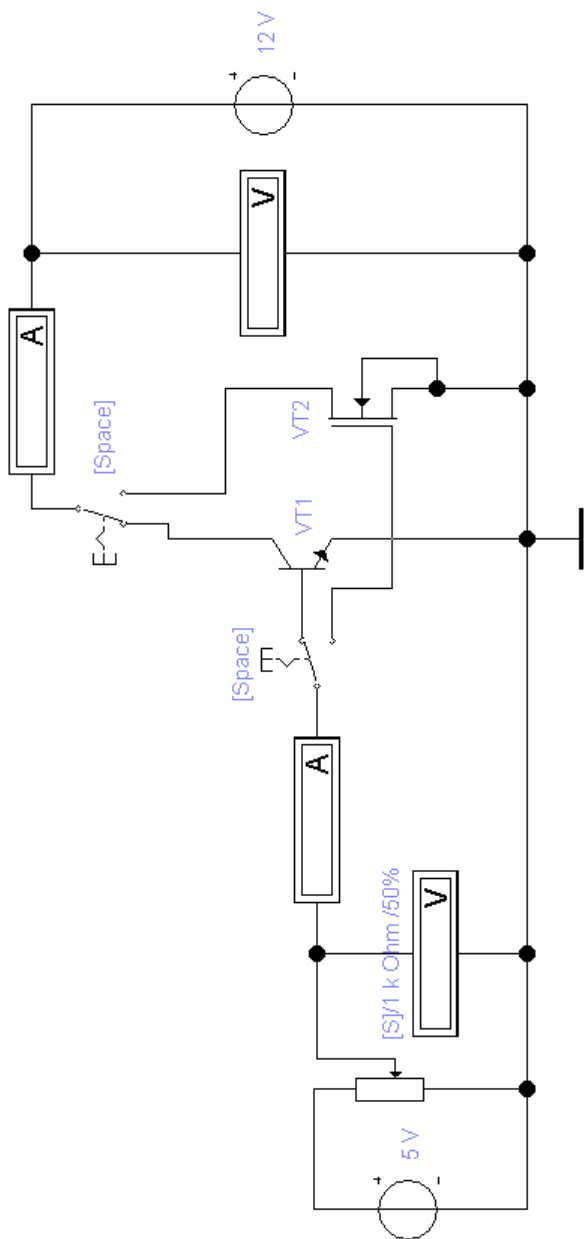 A
[Space]
+
12 V
-
V
[Space]
VT1
VT2
A
[S]/1 k Ohm /50%
+
5 V
-
V